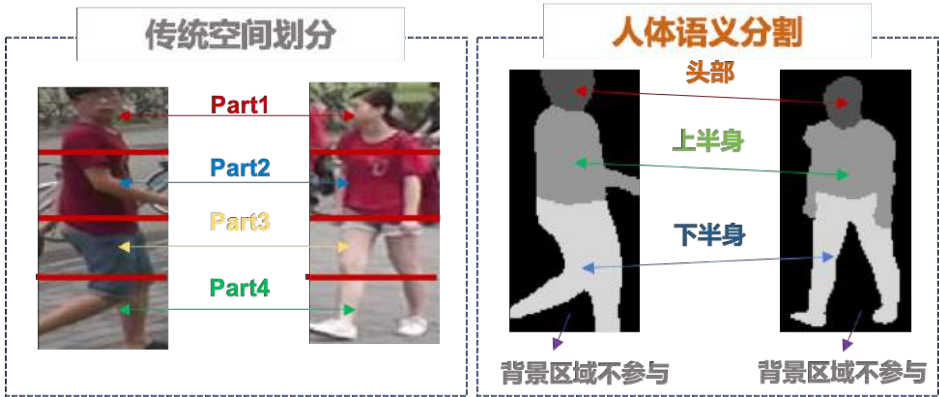 传统空间划分
Part1
Part2
Part3
Part4
人体语义分割
头部
上半身
下半身
背景区域不参与
背景区域不参与